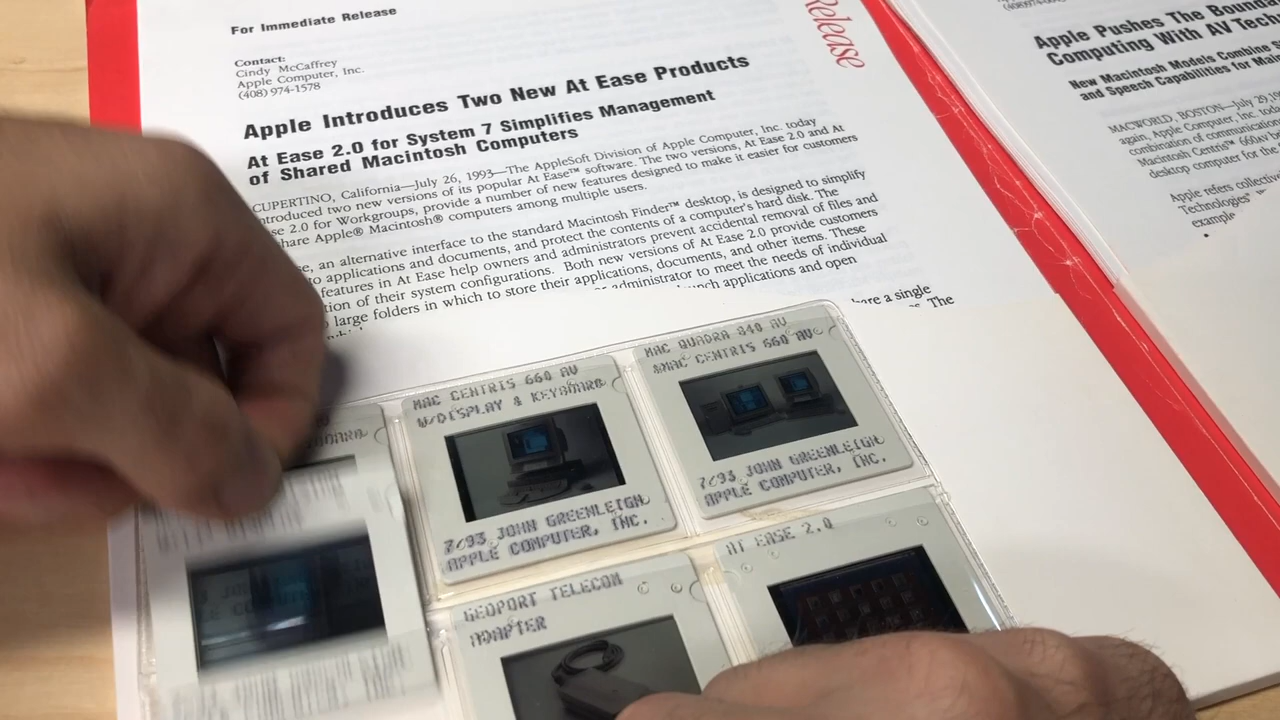 For Immediate Release
Contact:
Cindy McCaffrey
Apple Computer, Inc.
(408) 974-1578
Apple Introduces Two New At Ease Products
At Ease 2.0 for System 7 Simplifies Management
of Shared Macintosh Computers
CUPERTINO, California—July 26, 1993—The AppleSoft Division of Apple Computer, Inc. today
introduced two new versions of its popular At Ease™ software. The two versions, At Ease 2.0 and At
Ease 2.0 for Workgroups, provide a number of new features designed to make it easier for customers
share Apple® Macintosh® computers among multiple users.
an alternative interface to the standard Macintosh Finder™ desktop, is designed to simplify
to applications and documents, and protect the contents of a computer's hard disk. The
features in At Ease help owners and administrators prevent accidental removal of files and
tion of their system configurations. Both new versions of At Ease 2.0 provide customers
large folders in which to store their applications, documents, and other items. These
administrator to meet the needs of individual
applications and open
a single
The
Release
Apple Pushes The
Computing With AV
New Macintosh Models Combine
and Speech Capabilities for
MACWORLD, BOSTON—July 29,
again, Apple Computer, Inc.
combination of
Macintosh Centris™ 660AV
desktop computer for the
Apple refers
Technologies
example
MAC CENTRIS 660 AV
W/DISPLAY & KEYBOARD
7/93 JOHN GREENLEIGH
APPLE COMPUTER, INC.
MAC QUADRA 840 AV
&MAC CENTRIS 660 AV
7/93 JOHN GREENLEIGH
APPLE COMPUTER, INC.
GEOPORT TELECOM
ADAPTER
AT EASE 2.0